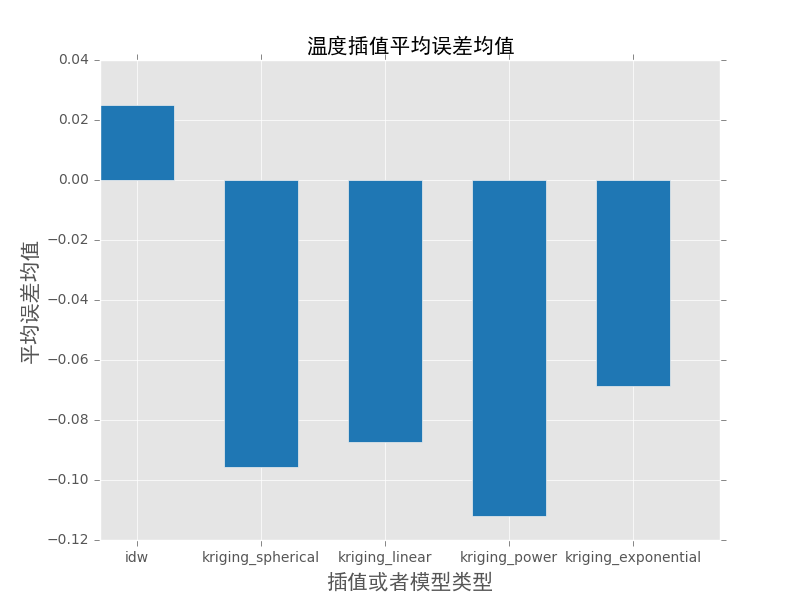 温度插值平均误差均值
0.04
0.02
0.00
−0.02
−0.04
−0.06
−0.08
−0.10
−0.12
平均误差均值
idw kriging_spherical kriging_linear kriging_power kriging_exponential
插值或者模型类型